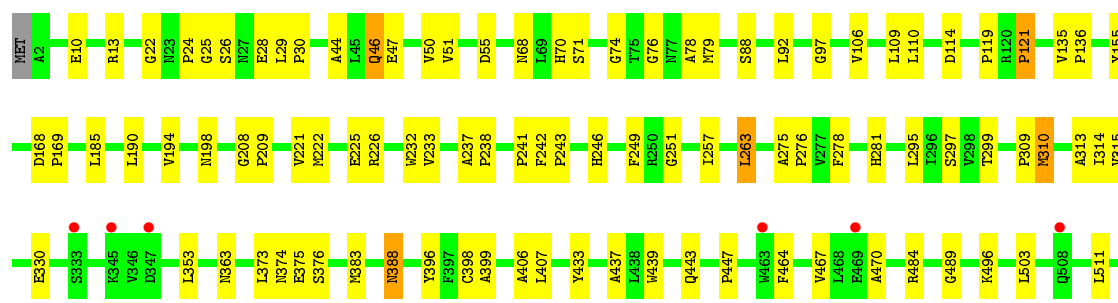 MET A2 E10 R13 G22 N23 P24 G25 S26 N27 E28 L29 P30 A44 L45 Q46 E47 V50 V51 D55 N68 L69 H70 S71 G74 T75 G76 N77 A78 M79 S88 L92 G97 V106 L109 L110 D114 P119 R120 P121 V135 P136 Y155
D168 P169 L185 L190 V194 N198 G208 P209 V221 M222 E225 R226 W232 V233 A237 P238 P241 F242 P243 H246 F249 R250 G251 I257 L263 A275 P276 V277 F278 H281 L295 I296 S297 V298 T299 P309 M310 A313 I314
E330 S333 K345 V346 D347 L353 N363 L373 N374 E375 S376 M383 N388 Y396 F397 C398 A399 A406 L407 Y433 A437 L438 W439 Q443 P447 W463 F464 V467 L468 E469 A470 R484 G489 K496 L503 Q508 L511